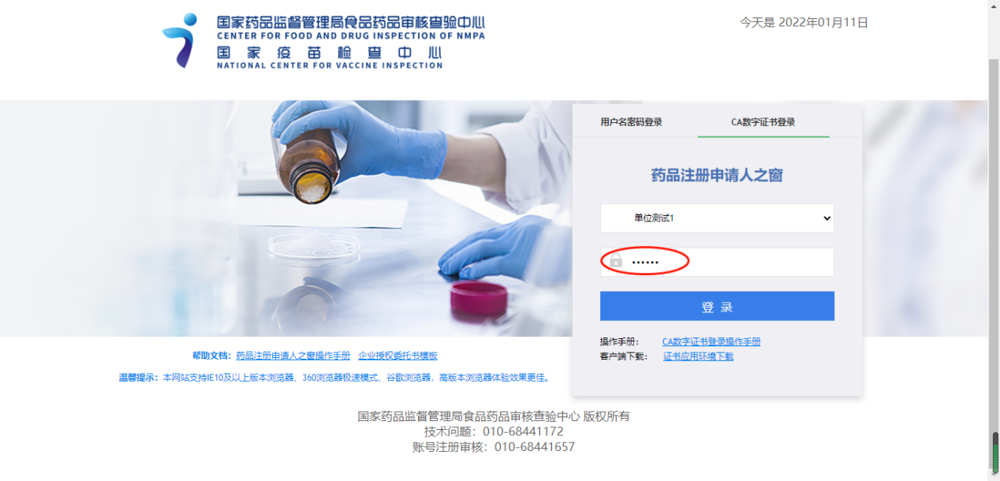 国家药品监督管理局食品药品审核查验中心
CENTER FOR FOOD AND DRUG INSPECTION OF NMPA
国家疫苗检查中心
NATIONAL CENTER FOR VACCINE INSPECTION
今天是 2022年01月11日
用户名密码登录
CA数字证书登录
药品注册申请人之窗
单位测试1
••••••
登 录
操作手册: CA数字证书登录操作手册
客户端下载: 证书应用环境下载
帮助文档: 药品注册申请人之窗操作手册 企业授权委托书模板
温馨提示: 本网站支持IE10及以上版本浏览器、360浏览器极速模式、谷歌浏览器,高版本浏览器体验效果更佳。
国家药品监督管理局食品药品审核查验中心 版权所有
技术问题: 010-68441172
账号注册审核: 010-68441657